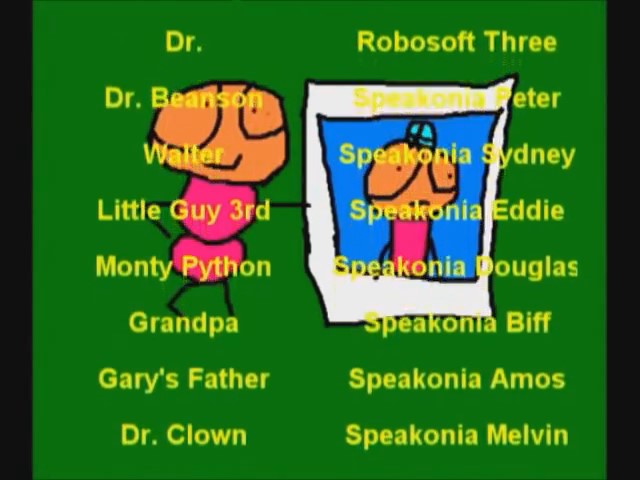 Dr. Robosoft Three
Dr. Beanson Speakonia Peter
Walter Speakonia Sydney
Little Guy 3rd Speakonia Eddie
Monty Python Speakonia Douglas
Grandpa Speakonia Biff
Gary's Father Speakonia Amos
Dr. Clown Speakonia Melvin